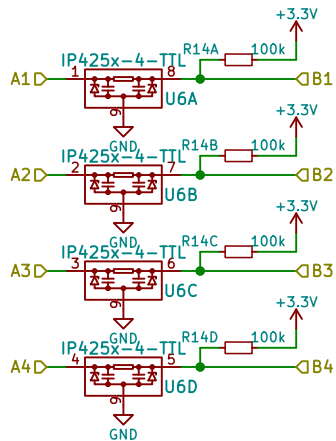 +3.3V
R14A 100k
IP425x-4-TTL
A1 1 8 B1
U6A
9
GND
+3.3V
R14B 100k
IP425x-4-TTL
A2 2 7 B2
U6B
9
GND
+3.3V
R14C 100k
IP425x-4-TTL
A3 3 6 B3
U6C
9
GND
+3.3V
R14D 100k
IP425x-4-TTL
A4 4 5 B4
U6D
9
GND